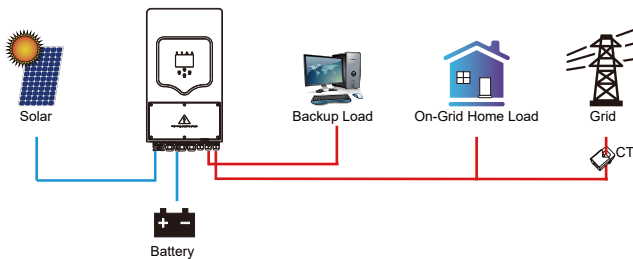 Solar
Backup Load
On-Grid Home Load
Grid
CT
Battery
+ −